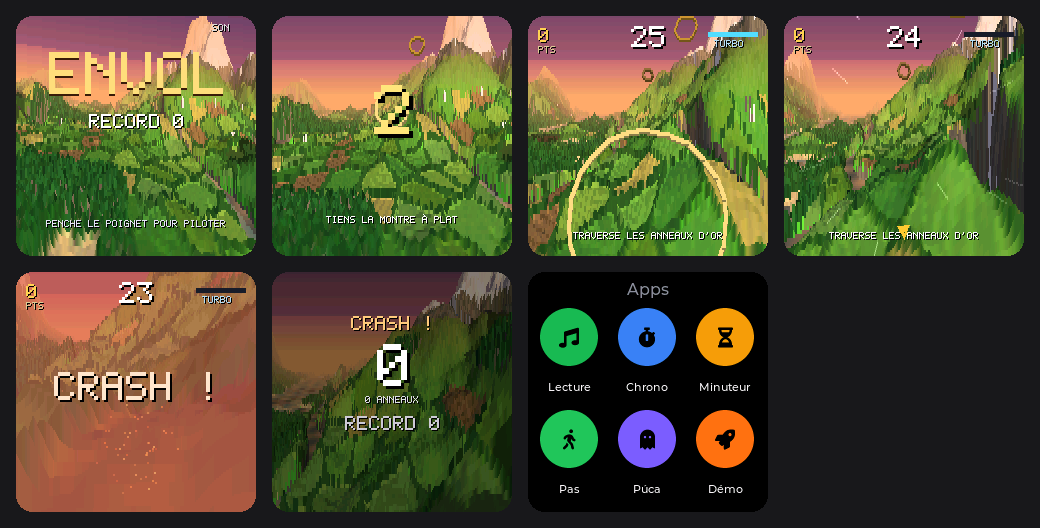 SON
ENVOL
RECORD 0
PENCHE LE POIGNET POUR PILOTER
2
TIENS LA MONTRE À PLAT
0
PTS
25
TURBO
TRAVERSE LES ANNEAUX D'OR
0
PTS
24
TURBO
TRAVERSE LES ANNEAUX D'OR
0
PTS
23
TURBO
CRASH !
CRASH !
0
0 ANNEAUX
RECORD 0
Apps
Lecture
Chrono
Minuteur
Pas
Púca
Démo